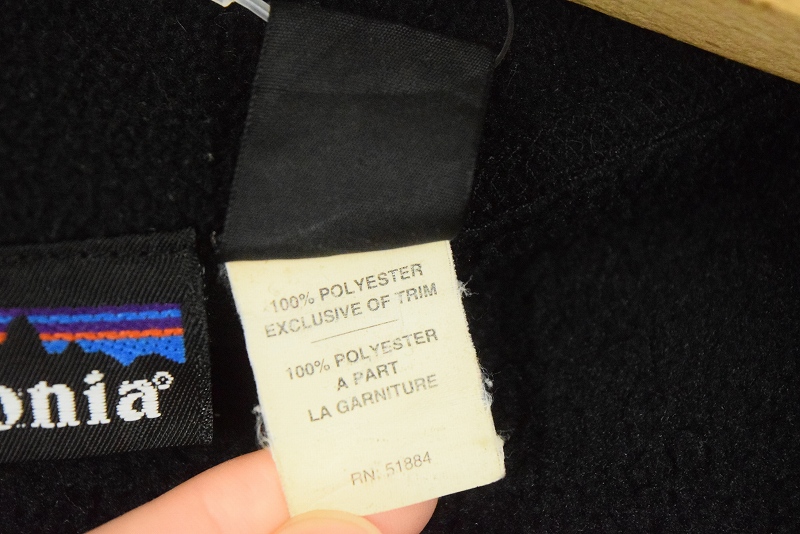 onia®
100% POLYESTER
EXCLUSIVE OF TRIM
100% POLYESTER
A PART
LA GARNITURE
RN: 51884